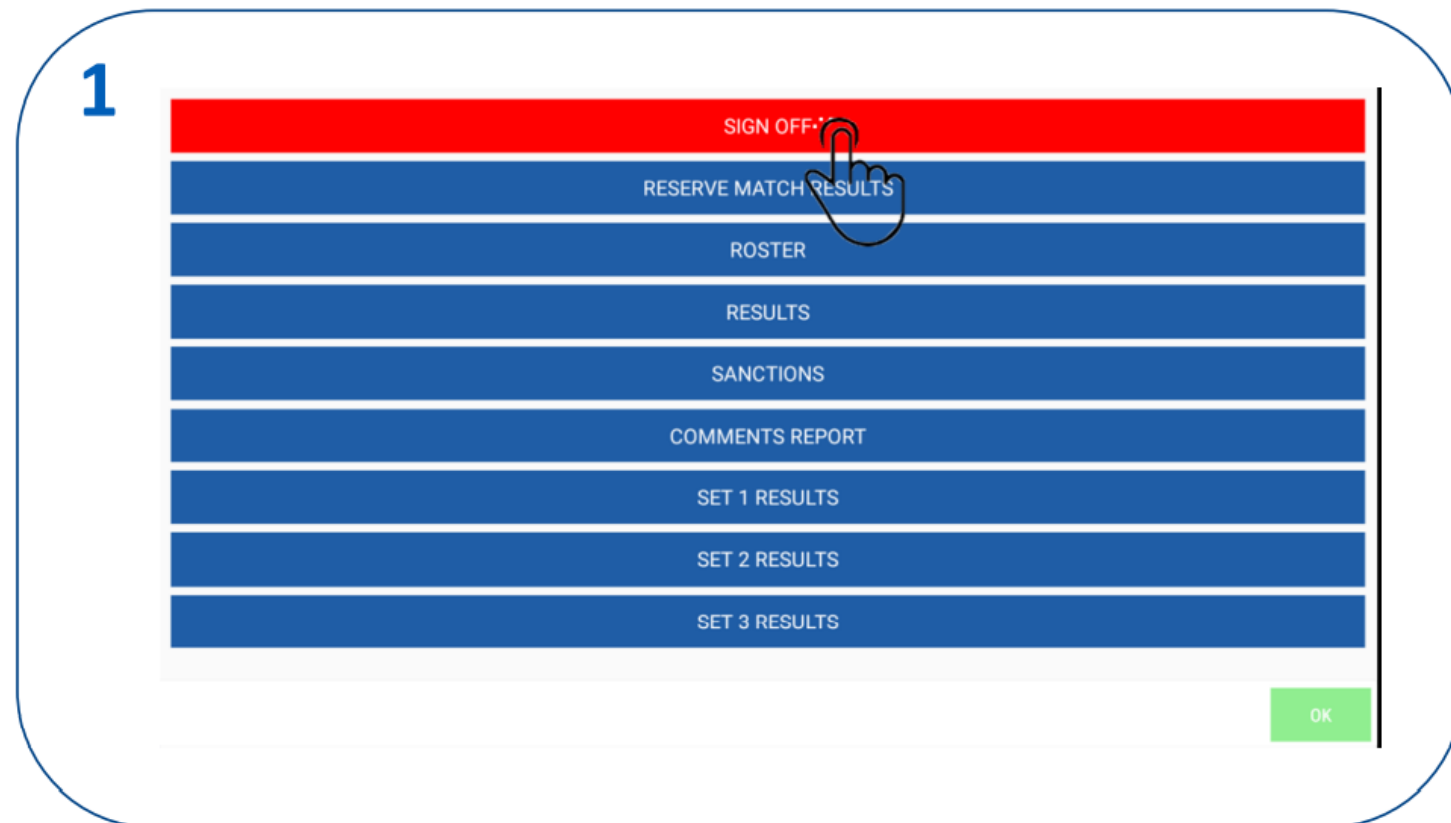 1
SIGN OFF
RESERVE MATCH RESULTS
ROSTER
RESULTS
SANCTIONS
COMMENTS REPORT
SET 1 RESULTS
SET 2 RESULTS
SET 3 RESULTS
OK